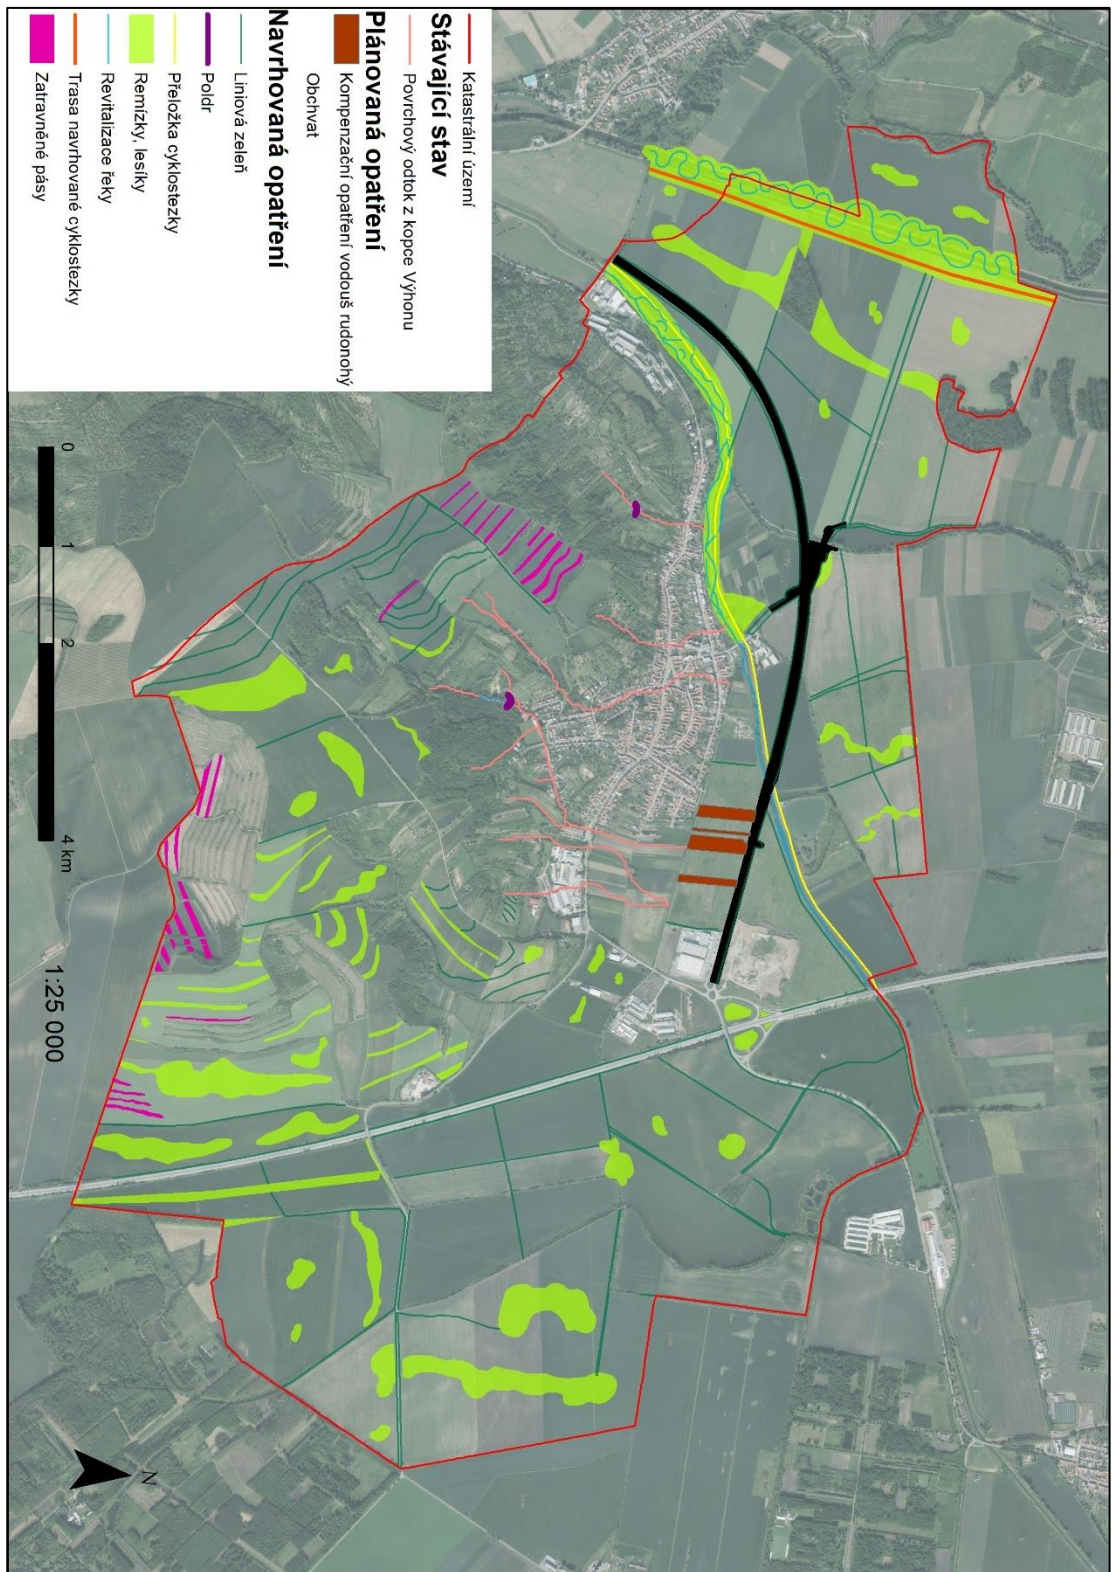 Stávající stav
Katastrální území
Povrchový odtok z kopce Výhonu
Plánovaná opatření
Kompenzační opatření vodouš rudonohý
Obchvat
Navrhovaná opatření
Liniová zeleň
Poldr
Přeložka cyklostezky
Remízky, lesíky
Revitalizace řeky
Trasa navrhované cyklostezky
Zatravněné pásy
0 1 2 4 km
1:25 000
N